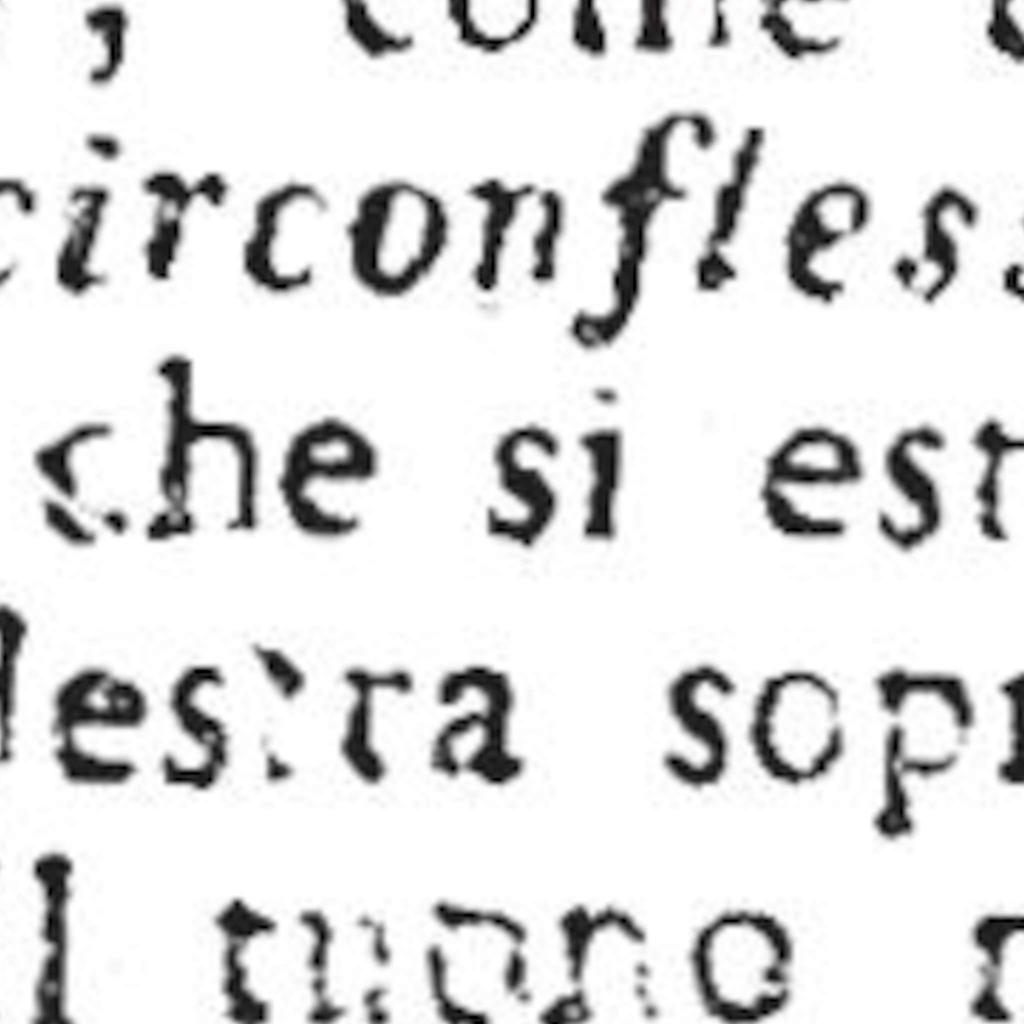 , come
circonfless
che si est
destra sopr
l tuono